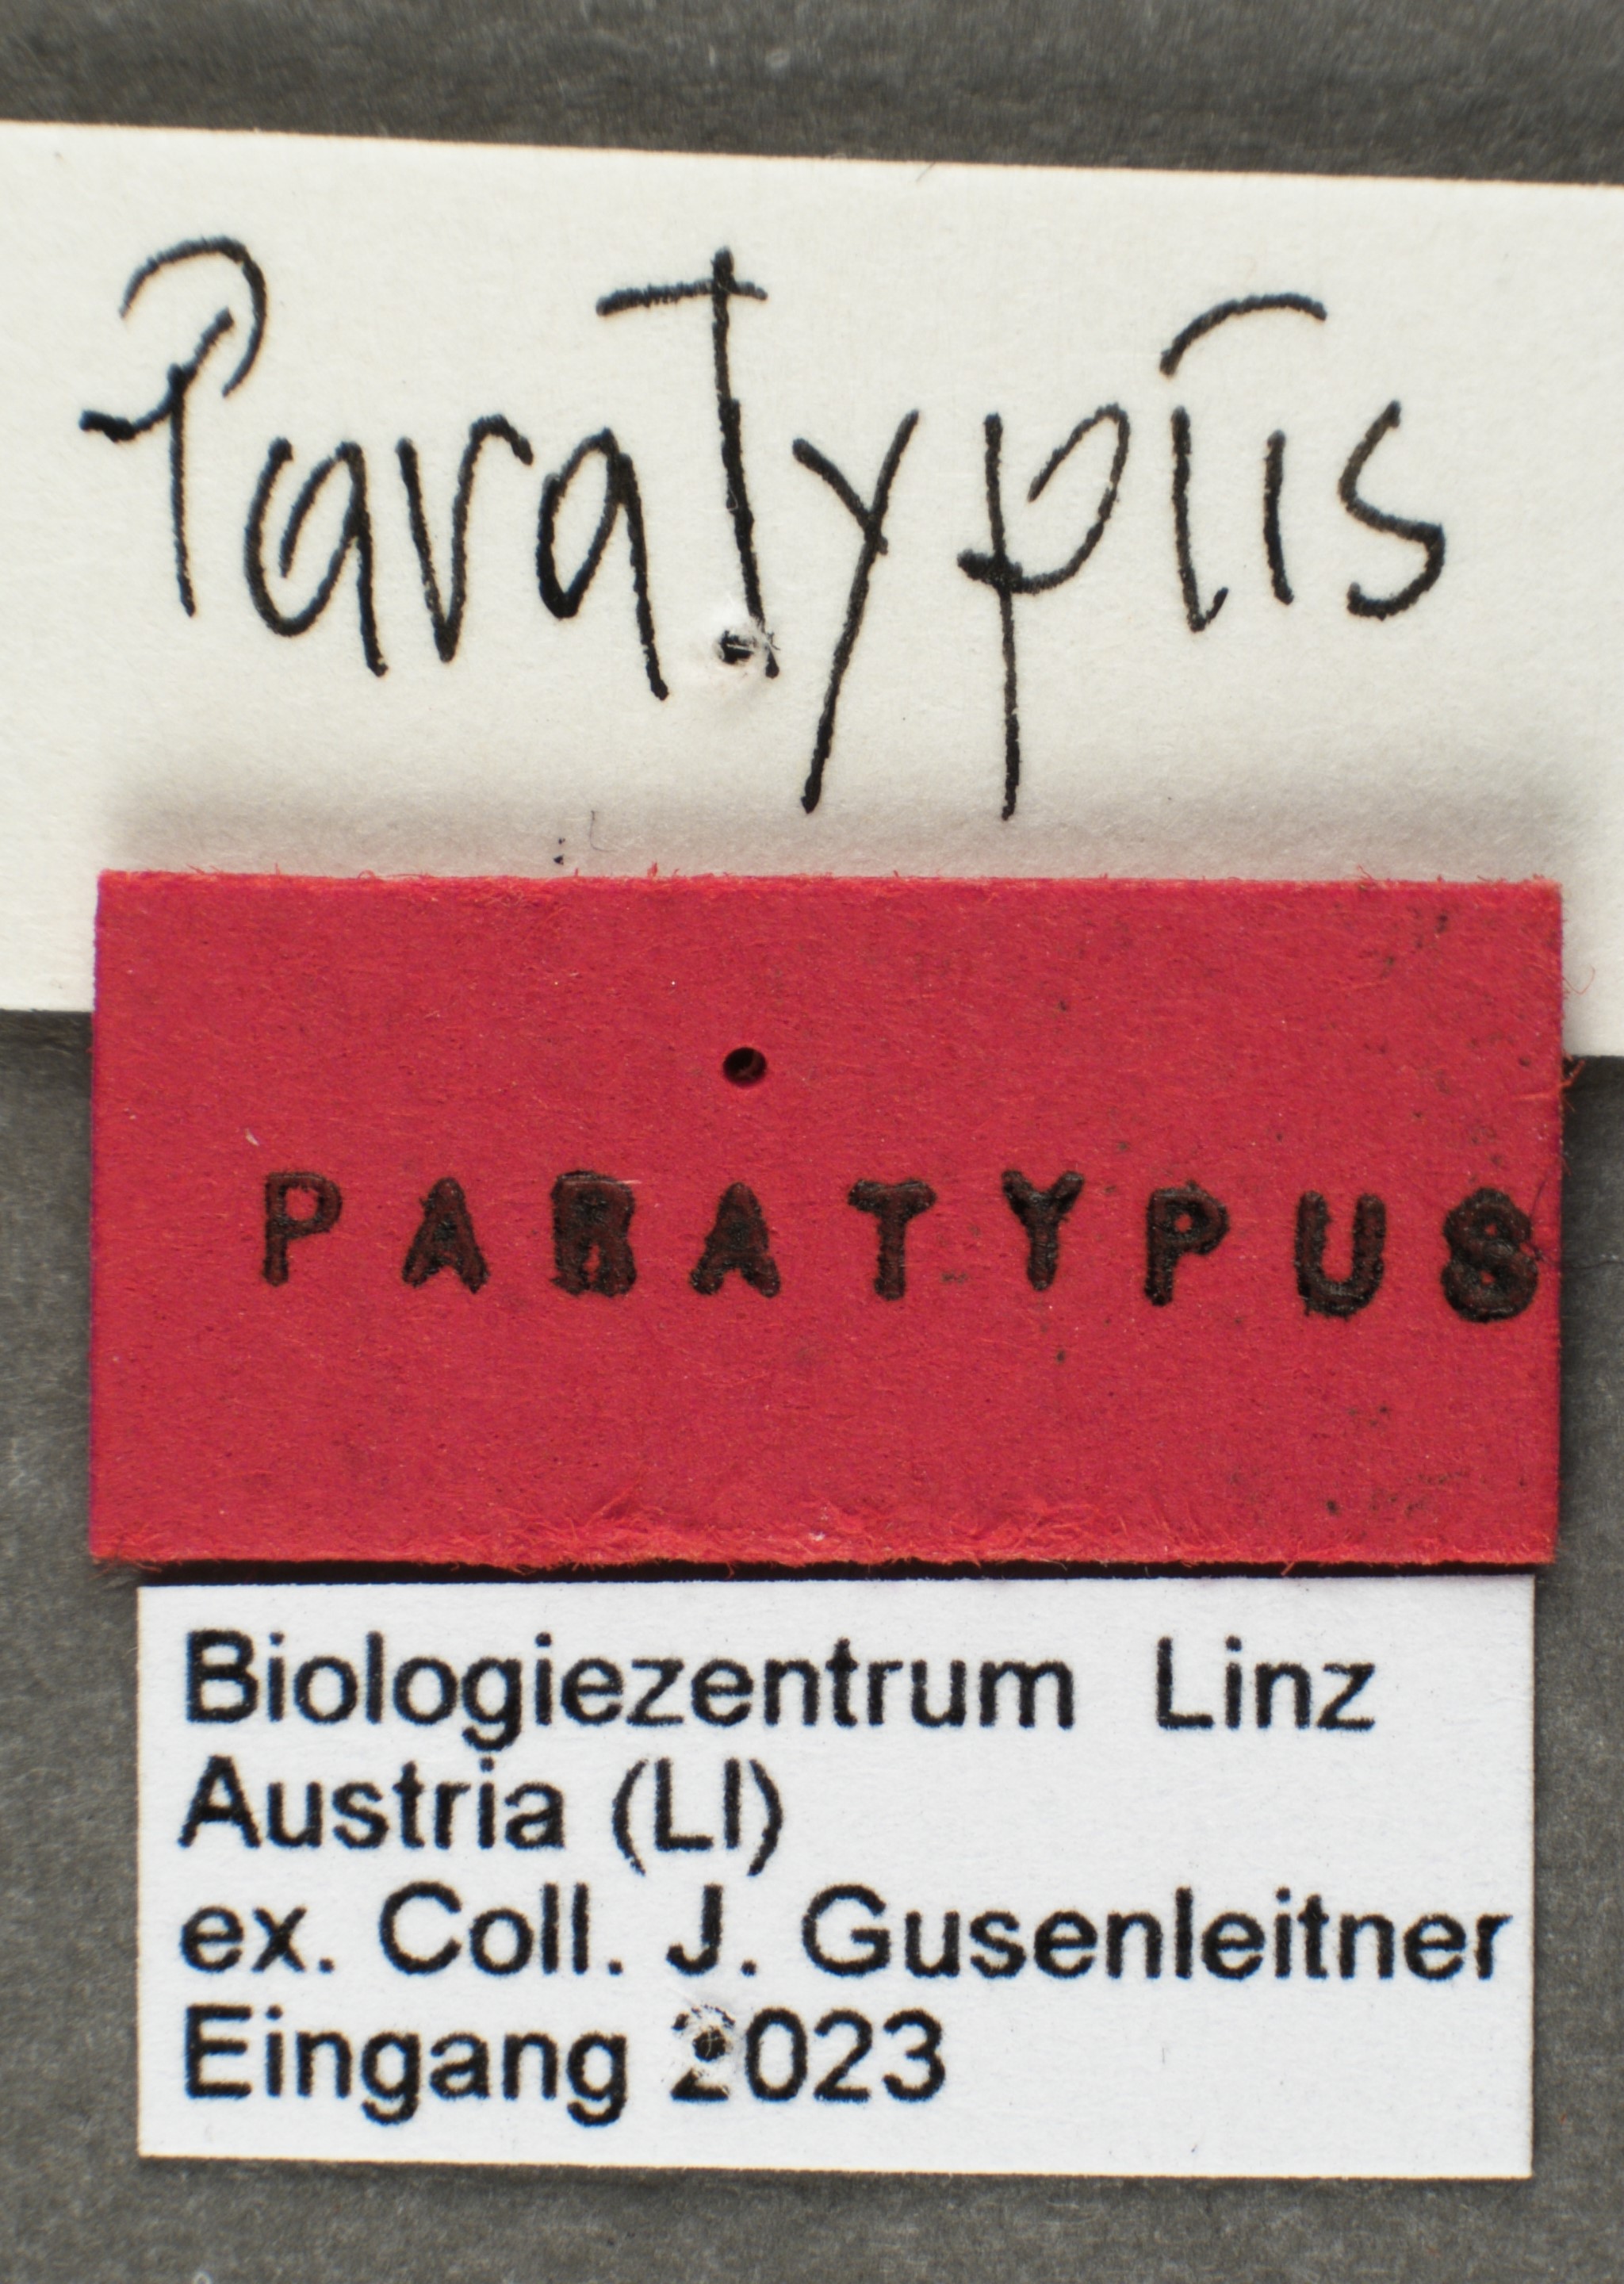 Paratypus
PARATYPUS
Biologiezentrum Linz
Austria (LI)
ex. Coll. J. Gusenleitner
Eingang 2023